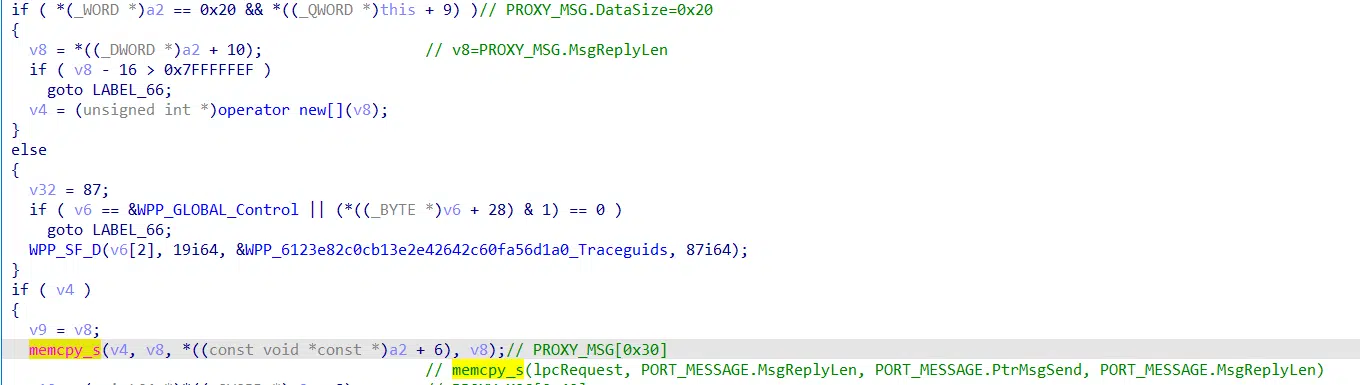 if ( *(_WORD *)a2 == 0x20 && *((_QWORD *)this + 9) )// PROXY_MSG.DataSize=0x20
{
v8 = *((_DWORD *)a2 + 10); // v8=PROXY_MSG.MsgReplyLen
if ( v8 - 16 > 0x7FFFFFEF )
goto LABEL_66;
v4 = (unsigned int *)operator new[](v8);
}
else
{
v32 = 87;
if ( v6 == &WPP_GLOBAL_Control || (*((_BYTE *)v6 + 28) & 1) == 0 )
goto LABEL_66;
WPP_SF_D(v6[2], 19i64, &WPP_6123e82c0cb13e2e42642c60fa56d1a0_Traceguids, 87i64);
}
if ( v4 )
{
v9 = v8;
memcpy_s(v4, v8, *((const void *const *)a2 + 6), v8);// PROXY_MSG[0x30]
// memcpy_s(lpcRequest, PORT_MESSAGE.MsgReplyLen, PORT_MESSAGE.PtrMsgSend, PORT_MESSAGE.MsgReplyLen)